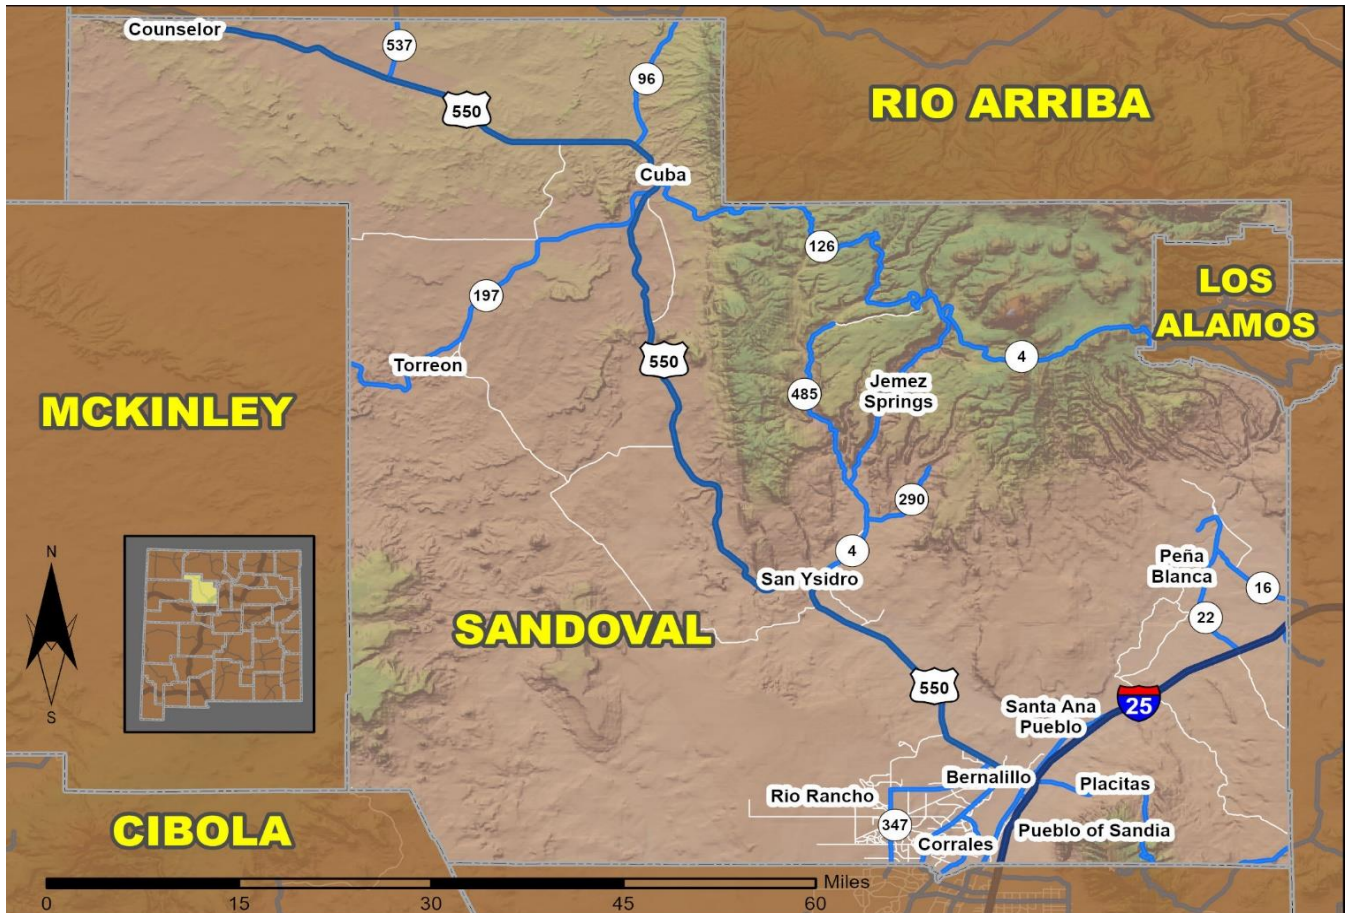 Counselor
537
96
550
RIO ARRIBA
Cuba
126
LOS
ALAMOS
197
550
Torreon
4
Jemez
Springs
485
MCKINLEY
290
N
4
Peña
Blanca
San Ysidro
16
22
SANDOVAL
550
25
Santa Ana
Pueblo
S
Bernalillo
Placitas
Rio Rancho
347
Pueblo of Sandia
CIBOLA
Corrales
Miles
0
15
30
45
60